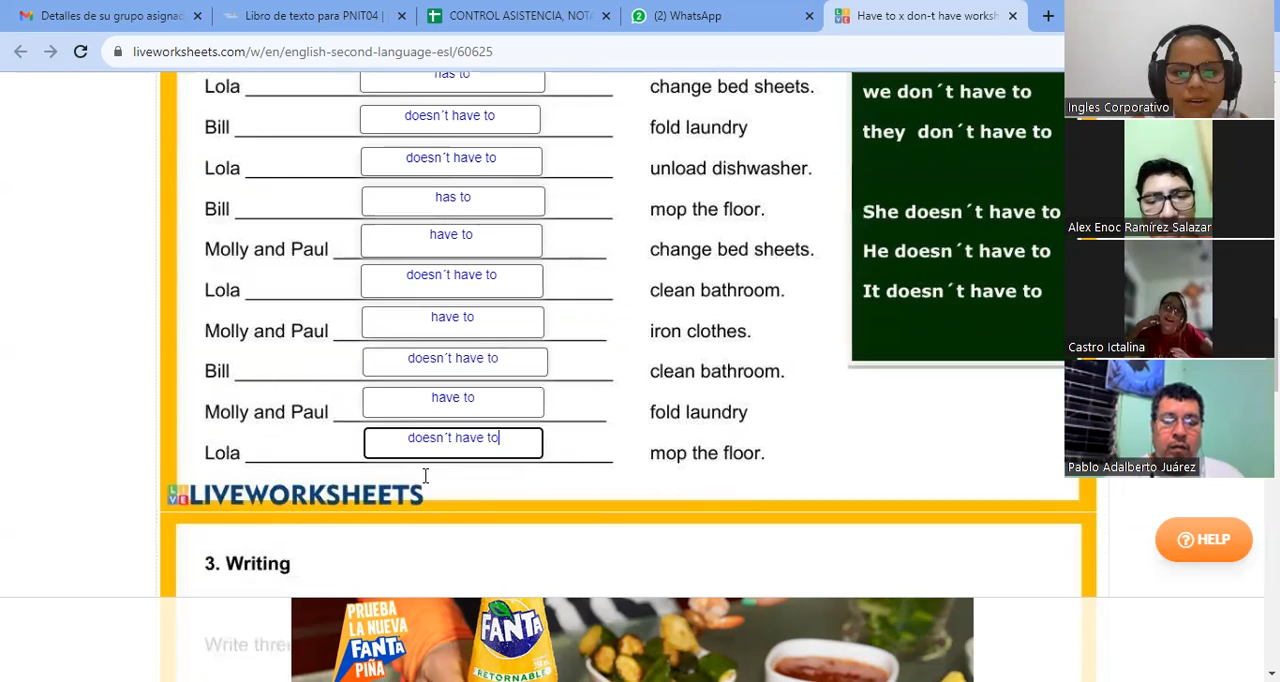 Detalles de su grupo asigna
Libro de texto para PNIT04 |
CONTRO. ASISTENCIA, NOTA
(2) WhatsApp
Have to x don-t have works
liveworksheets.com/w/en/english-second-language-esl/60625
Lola has to change bed sheets.
Bill doesn´t have to fold laundry
Lola doesn´t have to unload dishwasher.
Bill has to mop the floor.
Molly and Paul have to change bed sheets.
Lola doesn´t have to clean bathroom.
Molly and Paul have to iron clothes.
Bill doesn´t have to clean bathroom.
Molly and Paul have to fold laundry
Lola doesn´t have to mop the floor.
we don´t have to
they don´t have to
She doesn´t have to
He doesn´t have to
It doesn´t have to
Ingles Corporativo
Alex Enoc Ramírez Salazar
Castro Ictalina
Pablo Adalberto Juárez
LIVEWORKSHEETS
HELP
3. Writing
Write three
PRUEBA
LA NUEVA
FANTA
PIÑA
FANTA
RETORNABLE